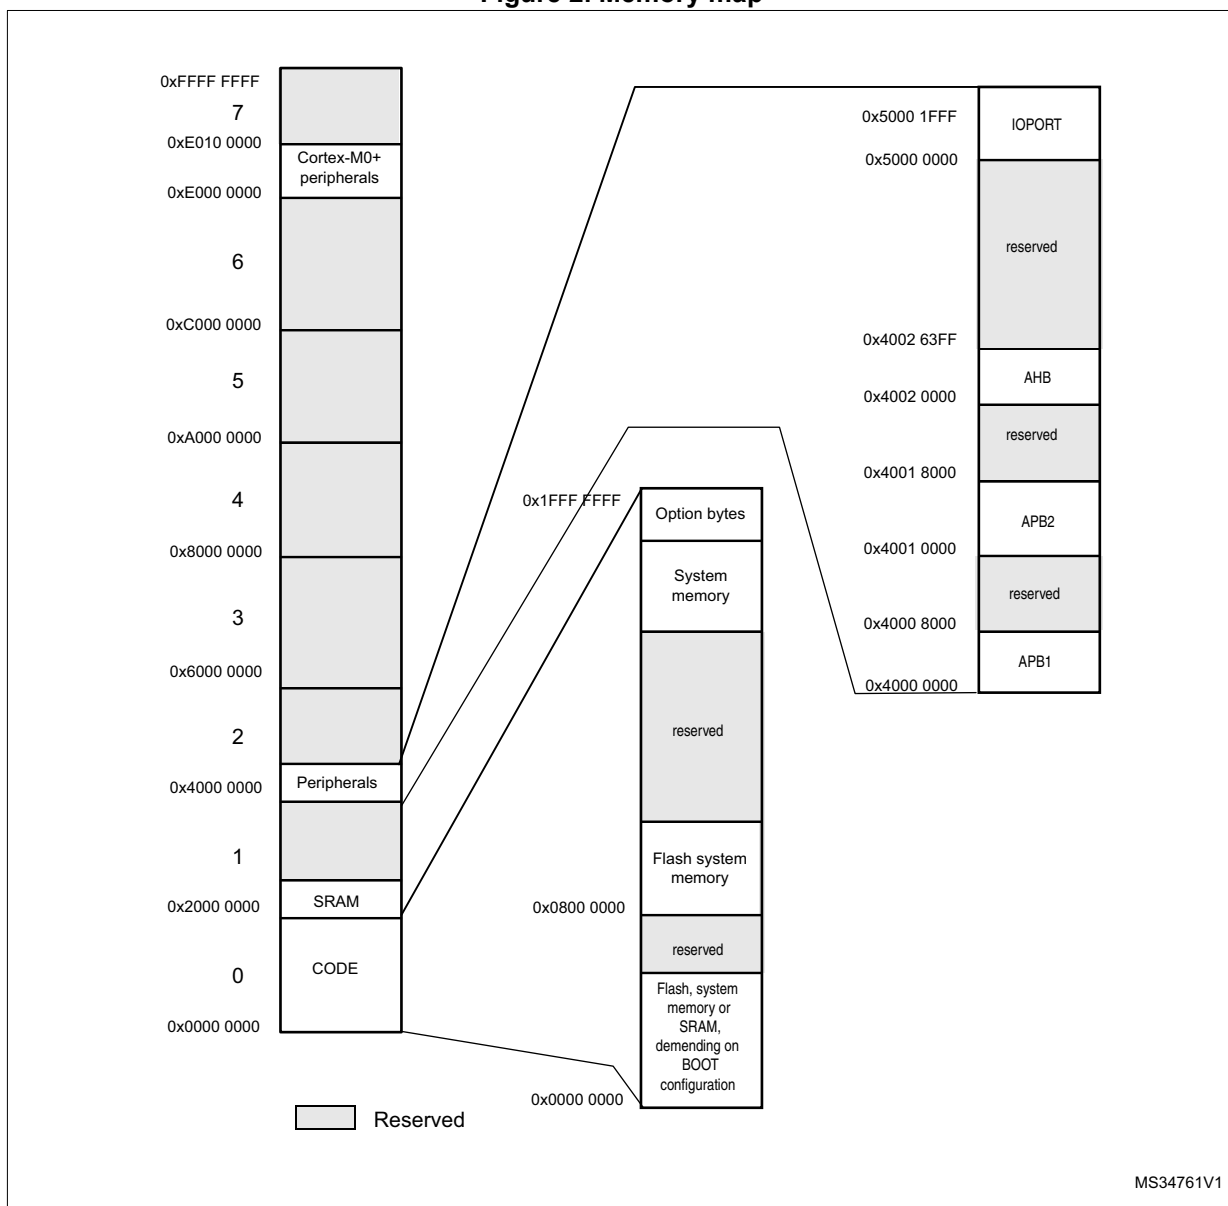 Figure 2. Memory map
0xFFFF FFFF
7
0xE010 0000
Cortex-M0+
peripherals
0xE000 0000
6
0xC000 0000
5
0xA000 0000
4
0x8000 0000
3
0x6000 0000
2
Peripherals
0x4000 0000
1
0x2000 0000
SRAM
0
CODE
0x0000 0000
Reserved
0x1FFF FFFF
Option bytes
System
memory
reserved
Flash system
memory
0x0800 0000
reserved
Flash, system
memory or
SRAM,
demending on
BOOT
configuration
0x0000 0000
0x5000 1FFF
IOPORT
0x5000 0000
reserved
0x4002 63FF
AHB
0x4002 0000
reserved
0x4001 8000
APB2
0x4001 0000
reserved
0x4000 8000
APB1
0x4000 0000
MS34761V1